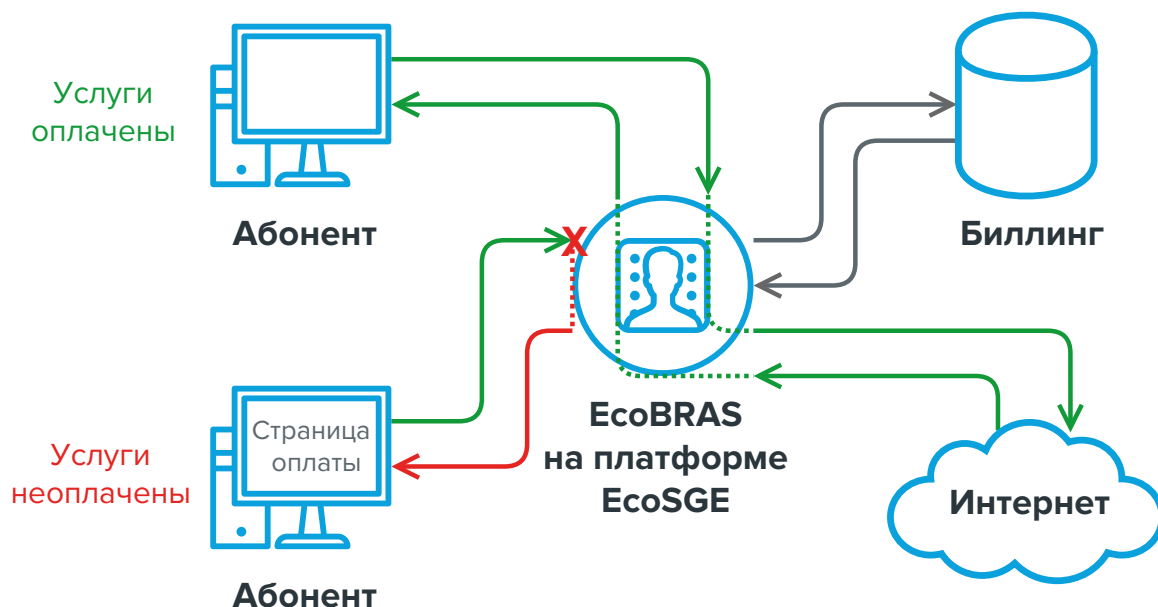 Услуги
оплачены
Абонент
Биллинг
X
Страница
оплаты
Услуги
неоплачены
Абонент
EcoBRAS
на платформе
EcoSGE
Интернет